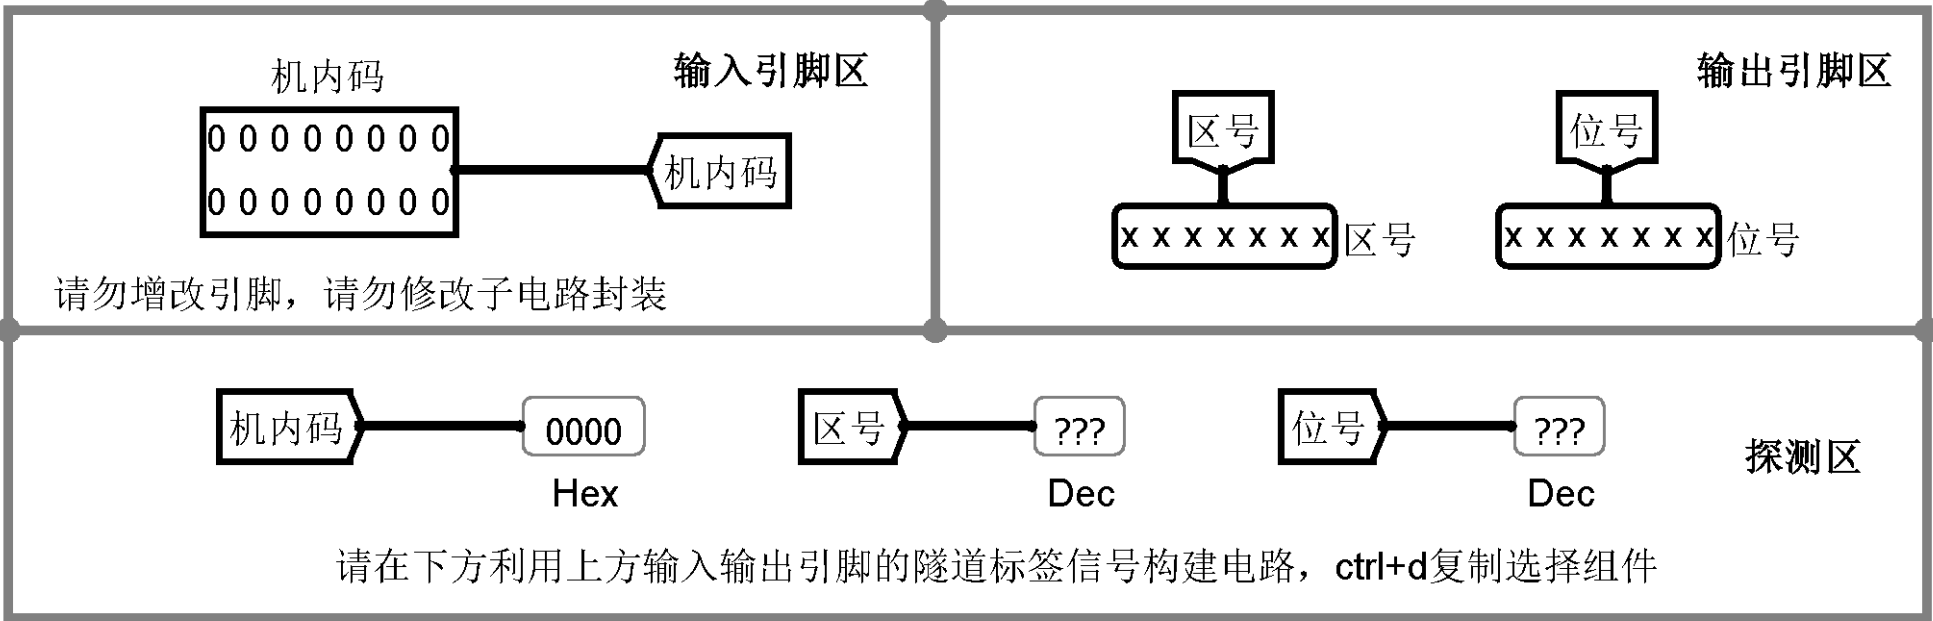 机内码
输入引脚区
0 0 0 0 0 0 0 0
0 0 0 0 0 0 0 0
机内码
请勿增改引脚，请勿修改子电路封装
输出引脚区
区号
x x x x x x x
区号
位号
x x x x x x x
位号
机内码
0000
Hex
区号
???
Dec
位号
???
Dec
探测区
请在下方利用上方输入输出引脚的隧道标签信号构建电路，ctrl+d复制选择组件